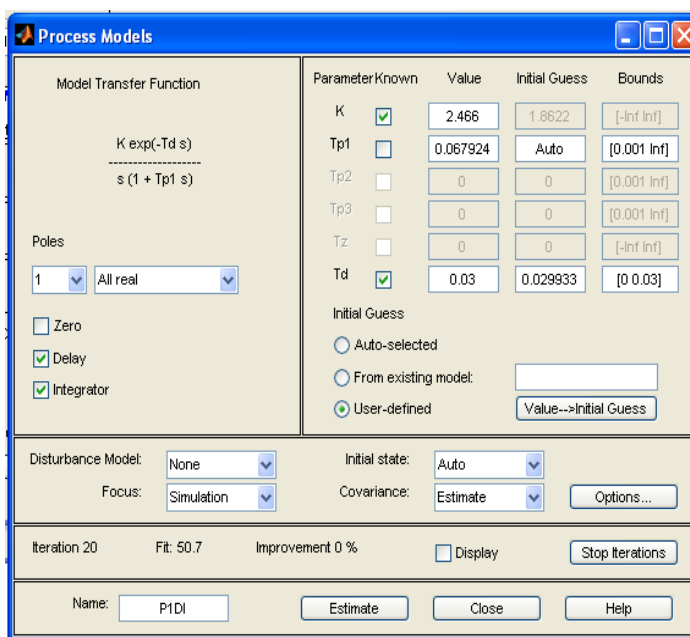 Process Models
Model Transfer Function
K exp(-Td s)
-------------------
s (1 + Tp1 s)
Poles
1 All real
Zero
Delay
Integrator
Parameter Known Value Initial Guess Bounds
K 2.466 1.8622 [-Inf Inf]
Tp1 0.067924 Auto [0.001 Inf]
Tp2 0 0 [0.001 Inf]
Tp3 0 0 [0.001 Inf]
Tz 0 0 [-Inf Inf]
Td 0.03 0.029933 [0 0.03]
Initial Guess
Auto-selected
From existing model:
User-defined Value-->Initial Guess
Disturbance Model: None Initial state: Auto
Focus: Simulation Covariance: Estimate Options...
Iteration 20 Fit: 50.7 Improvement 0 % Display Stop Iterations
Name: P1DI Estimate Close Help